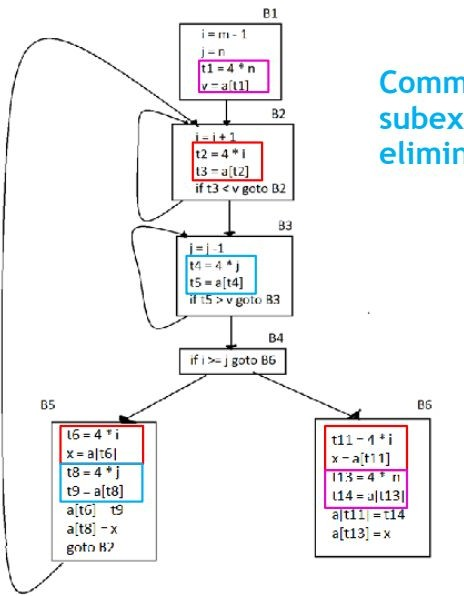 B1
i = m - 1
j = n
t1 = 4 * n
v = a[t1]
Comm
subex
elimin
B2
i = i + 1
t2 = 4 * i
t3 = a[t2]
if t3 < v goto B2
B3
j = j -1
t4 = 4 * j
t5 = a[t4]
if t5 > v goto B3
B4
if i >= j goto B6
B5
t6 = 4 * i
x = a[t6]
t8 = 4 * j
t9 = a[t8]
a[t6] = t9
a[t8] = x
goto B2
B6
t11 = 4 * i
x = a[t11]
t13 = 4 * n
t14 = a[t13]
a[t11] = t14
a[t13] = x